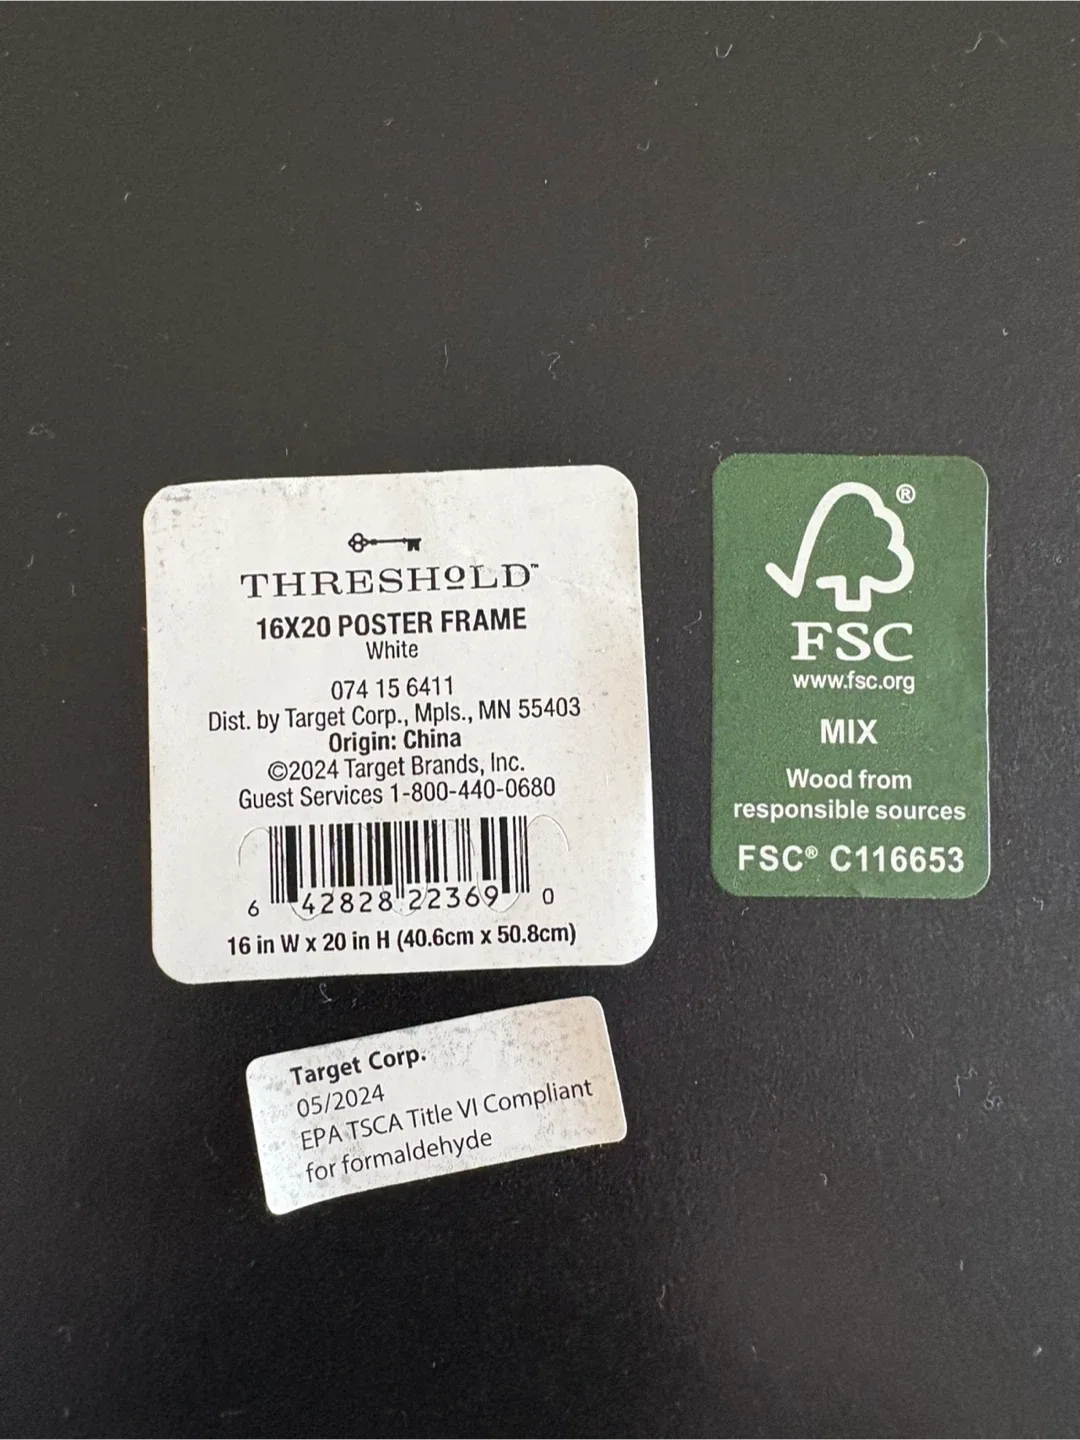 THRESHOLD™
16X20 POSTER FRAME
White
074 15 6411
Dist. by Target Corp., Mpls., MN 55403
Origin: China
©2024 Target Brands, Inc.
Guest Services 1-800-440-0680
6 42828 22369 0
16 in W x 20 in H (40.6cm x 50.8cm)
®
FSC
www.fsc.org
MIX
Wood from
responsible sources
FSC® C116653
Target Corp.
05/2024
EPA TSCA Title VI Compliant
for formaldehyde